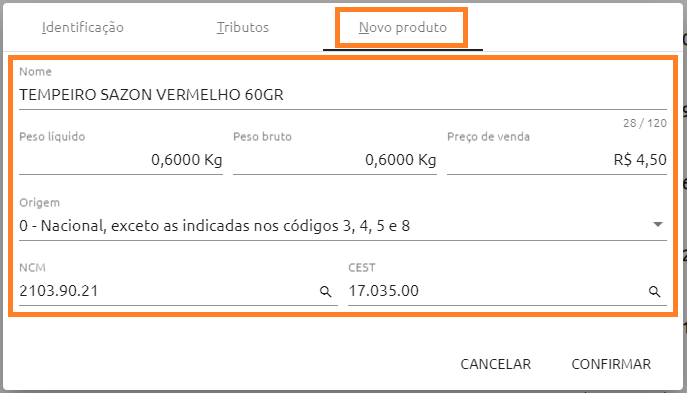 Identificação Tributos Novo produto
Nome
TEMPEIRO SAZON VERMELHO 60GR
28 / 120
Peso líquido Peso bruto Preço de venda
0,6000 Kg 0,6000 Kg R$ 4,50
Origem
0 - Nacional, exceto as indicadas nos códigos 3, 4, 5 e 8
NCM CEST
2103.90.21 17.035.00
CANCELAR CONFIRMAR